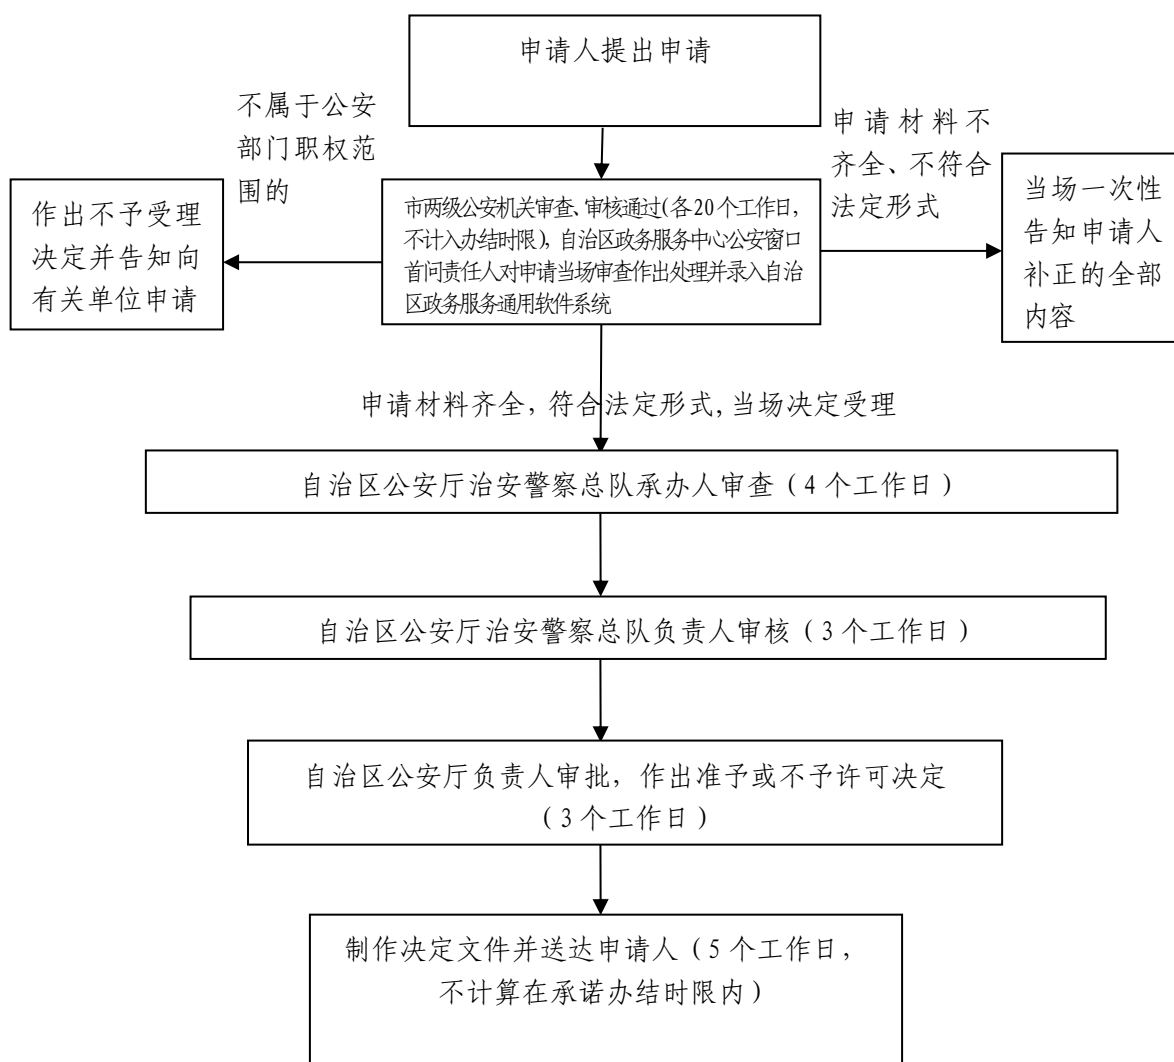 申请人提出申请
不属于公安
部门职权范
围的
申请材料不
齐全、不符合
法定形式
作出不予受理
决定并告知向
有关单位申请
市两级公安机关审查、审核通过(各20个工作日,
不计入办结时限),自治区政务服务中心公安窗口
首问责任人对申请当场审查作出处理并录入自治
区政务服务通用软件系统
当场一次性
告知申请人
补正的全部
内容
申请材料齐全,符合法定形式,当场决定受理
自治区公安厅治安警察总队承办人审查(4个工作日)
自治区公安厅治安警察总队负责人审核(3个工作日)
自治区公安厅负责人审批,作出准予或不予许可决定
(3个工作日)
制作决定文件并送达申请人(5个工作日,
不计算在承诺办结时限内)